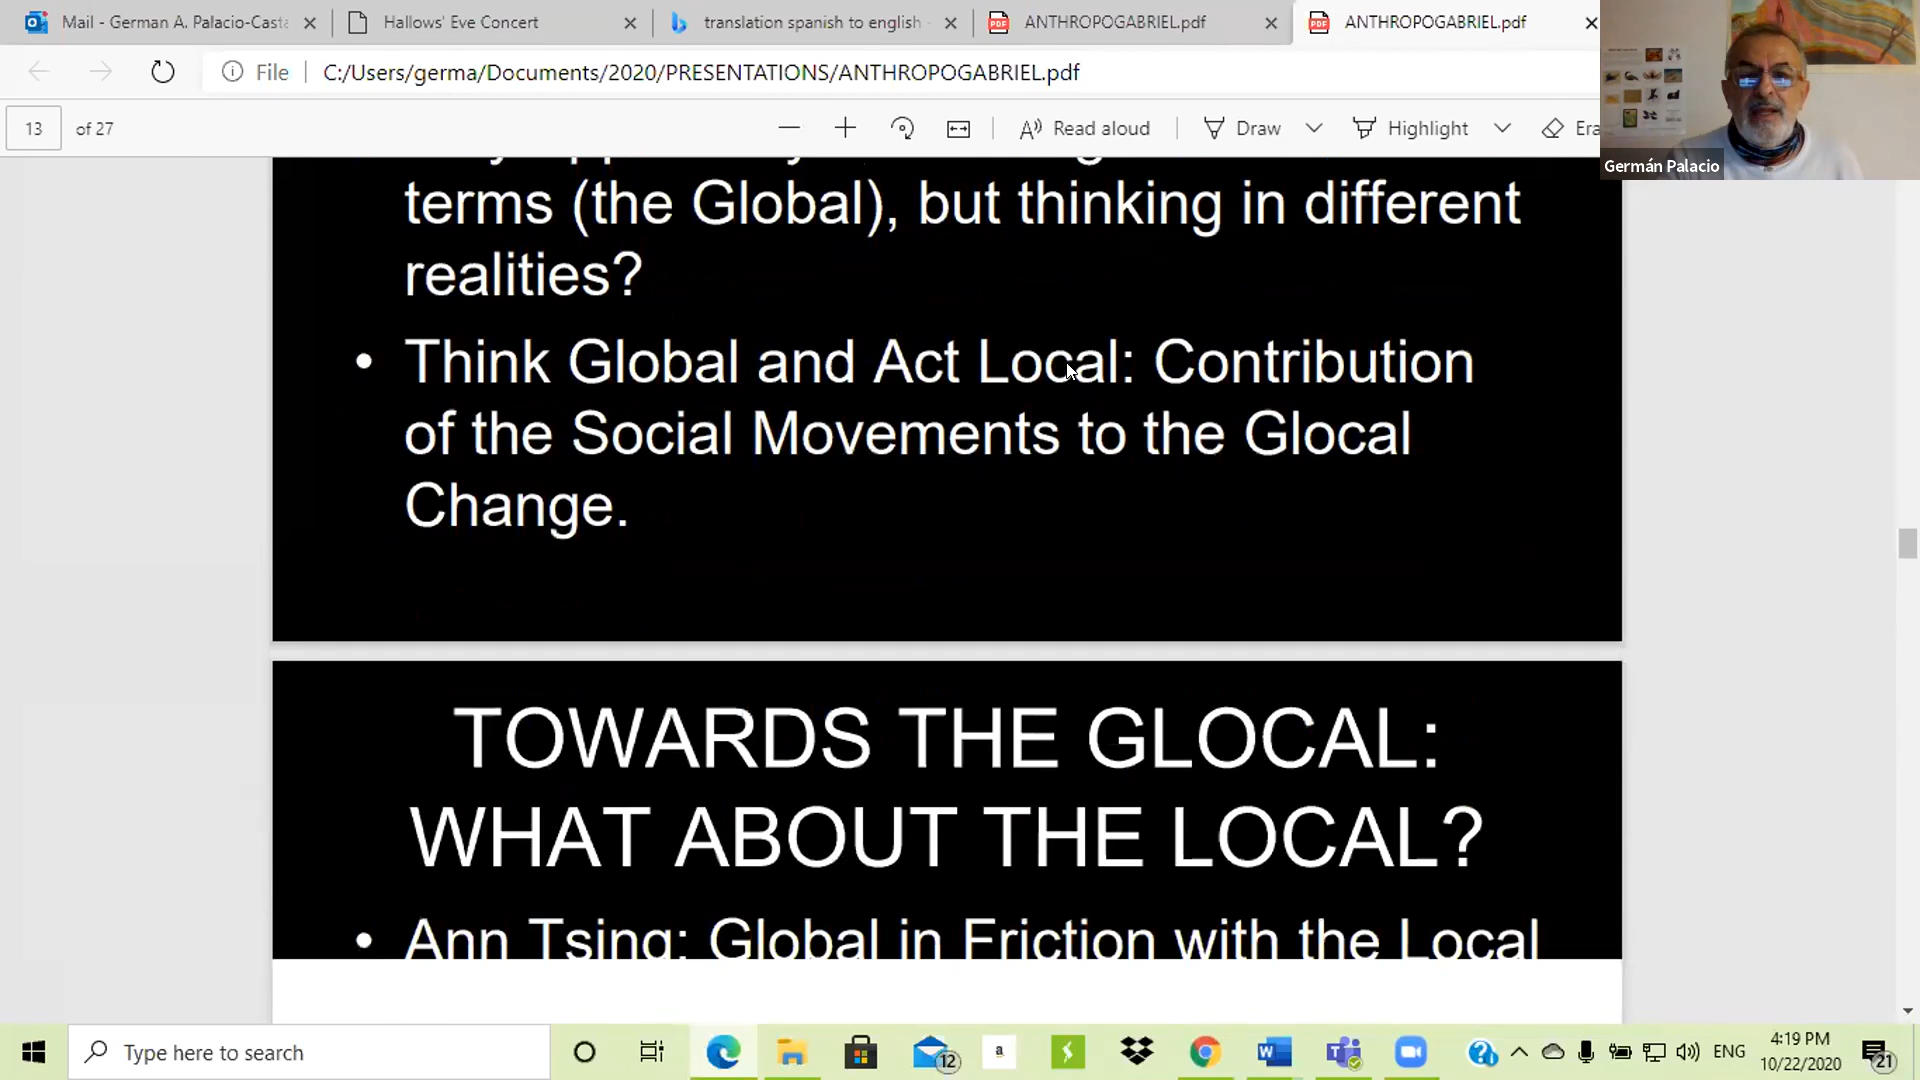 Mail - German A. Palacio-Casta
Hallows' Eve Concert
translation spanish to english -
ANTHROPOGABRIEL.pdf
ANTHROPOGABRIEL.pdf
File
C:/Users/germa/Documents/2020/PRESENTATIONS/ANTHROPOGABRIEL.pdf
13 of 27
Read aloud
Draw
Highlight
Era
Germán Palacio
terms (the Global), but thinking in different
realities?
• Think Global and Act Local: Contribution
of the Social Movements to the Glocal
Change.
TOWARDS THE GLOCAL:
WHAT ABOUT THE LOCAL?
• Ann Tsing: Global in Friction with the Local
Type here to search
12
a
ENG
4:19 PM
10/22/2020
21